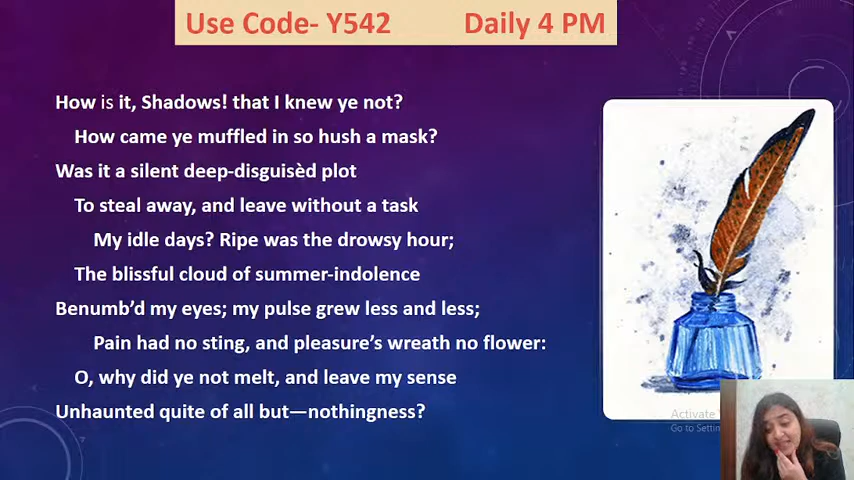 Use Code- Y542 Daily 4 PM
How is it, Shadows! that I knew ye not?
How came ye muffled in so hush a mask?
Was it a silent deep-disguisèd plot
To steal away, and leave without a task
My idle days? Ripe was the drowsy hour;
The blissful cloud of summer-indolence
Benumb’d my eyes; my pulse grew less and less;
Pain had no sting, and pleasure’s wreath no flower:
O, why did ye not melt, and leave my sense
Unhaunted quite of all but—nothingness?
Activate
Go to Settin